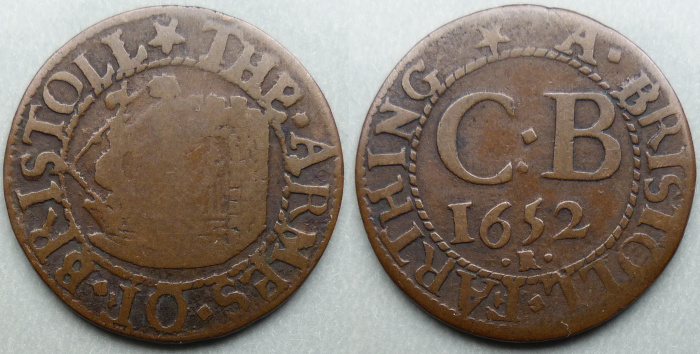 ★ THE · ARMES · OF · BRISTOLL
★ A · BRISTOLL · FARTHING
C · B
1652
· R ·